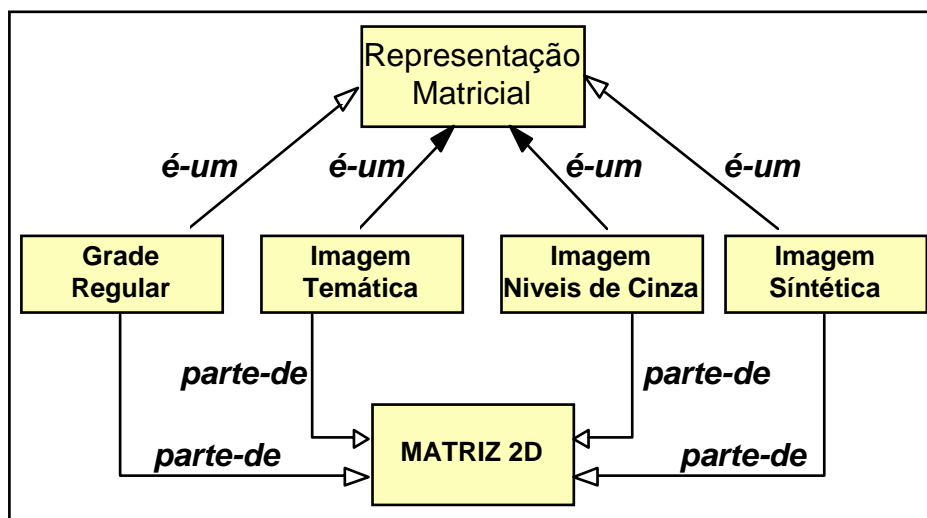 Representação
Matricial
é-um
é-um
é-um
é-um
Grade
Regular
Imagem
Temática
Imagem
Niveis de Cinza
Imagem
Síntética
parte-de
parte-de
MATRIZ 2D
parte-de
parte-de